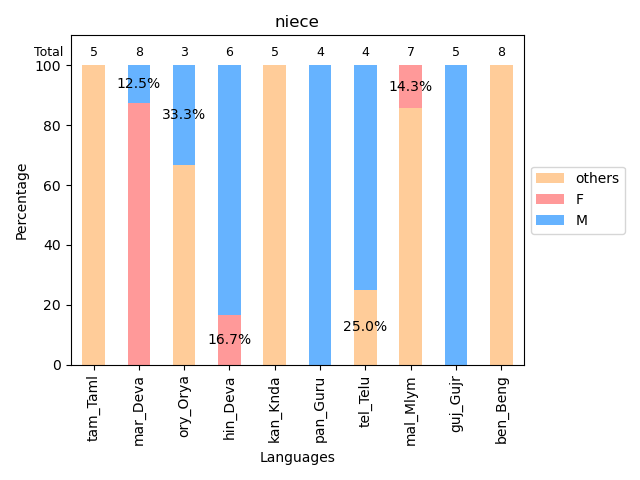 niece
Total 5 8 3 6 5 4 4 7 5 8
100
80
60
40
20
0
Percentage
12.5%
33.3%
16.7%
25.0%
14.3%
others
F
M
tam_Taml
mar_Deva
ory_Orya
hin_Deva
kan_Knda
pan_Guru
tel_Telu
mal_Mlym
guj_Gujr
ben_Beng
Languages